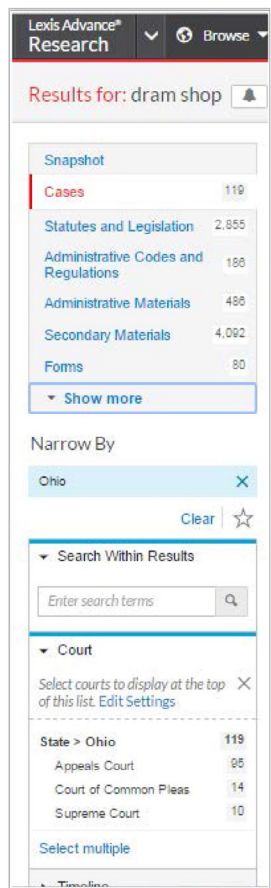 Lexis Advance®
Research
Browse
Results for: dram shop
Snapshot
Cases 119
Statutes and Legislation 2,855
Administrative Codes and 186
Regulations
Administrative Materials 486
Secondary Materials 4,092
Forms 80
Show more
Narrow By
Ohio
Clear
Search Within Results
Enter search terms
Court
Select courts to display at the top
of this list. Edit Settings
State > Ohio 119
Appeals Court 95
Court of Common Pleas 14
Supreme Court 10
Select multiple
Timeline